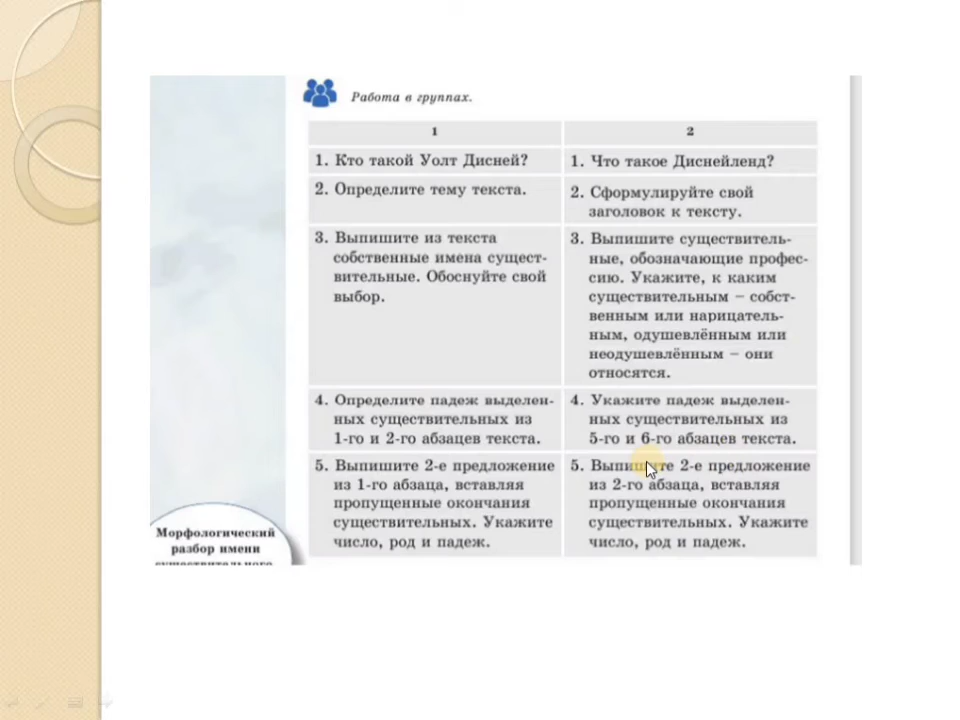 Работа в группах.
1
2
1. Кто такой Уолт Дисней?
1. Что такое Диснейленд?
2. Определите тему текста.
2. Сформулируйте свой
заголовок к тексту.
3. Выпишите из текста
собственные имена сущест-
вительные. Обоснуйте свой
выбор.
3. Выпишите существитель-
ные, обозначающие профес-
сию. Укажите, к каким
существительным – собст-
венным или нарицатель-
ным, одушевлённым или
неодушевлённым – они
относятся.
4. Определите падеж выделен-
ных существительных из
1-го и 2-го абзацев текста.
4. Укажите падеж выделен-
ных существительных из
5-го и 6-го абзацев текста.
5. Выпишите 2-е предложение
из 1-го абзаца, вставляя
пропущенные окончания
существительных. Укажите
число, род и падеж.
5. Выпишите 2-е предложение
из 2-го абзаца, вставляя
пропущенные окончания
существительных. Укажите
число, род и падеж.
Морфологический
разбор имени
существительного